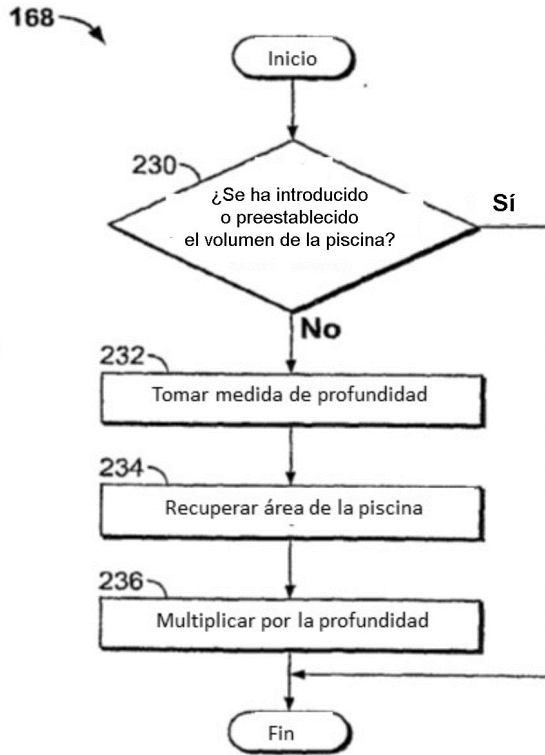 168
Inicio
230
¿Se ha introducido
o preestablecido
el volumen de la piscina?
Sí
No
232
Tomar medida de profundidad
234
Recuperar área de la piscina
236
Multiplicar por la profundidad
Fin